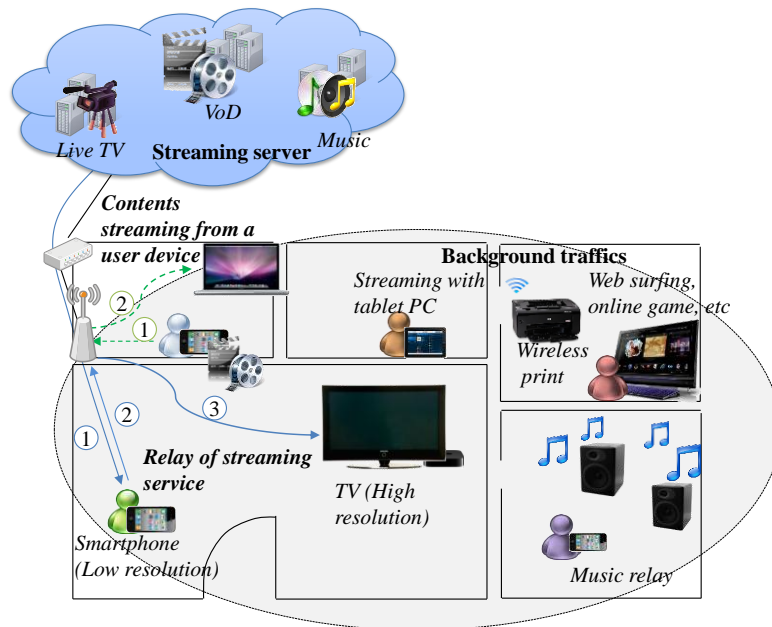 VoD
Live TV
Music
Streaming server
Contents
streaming from a
user device
Background traffics
2
1
Streaming with
tablet PC
Web surfing,
online game, etc
Wireless
print
1
2
3
Relay of streaming
service
TV (High
resolution)
Smartphone
(Low resolution)
Music relay